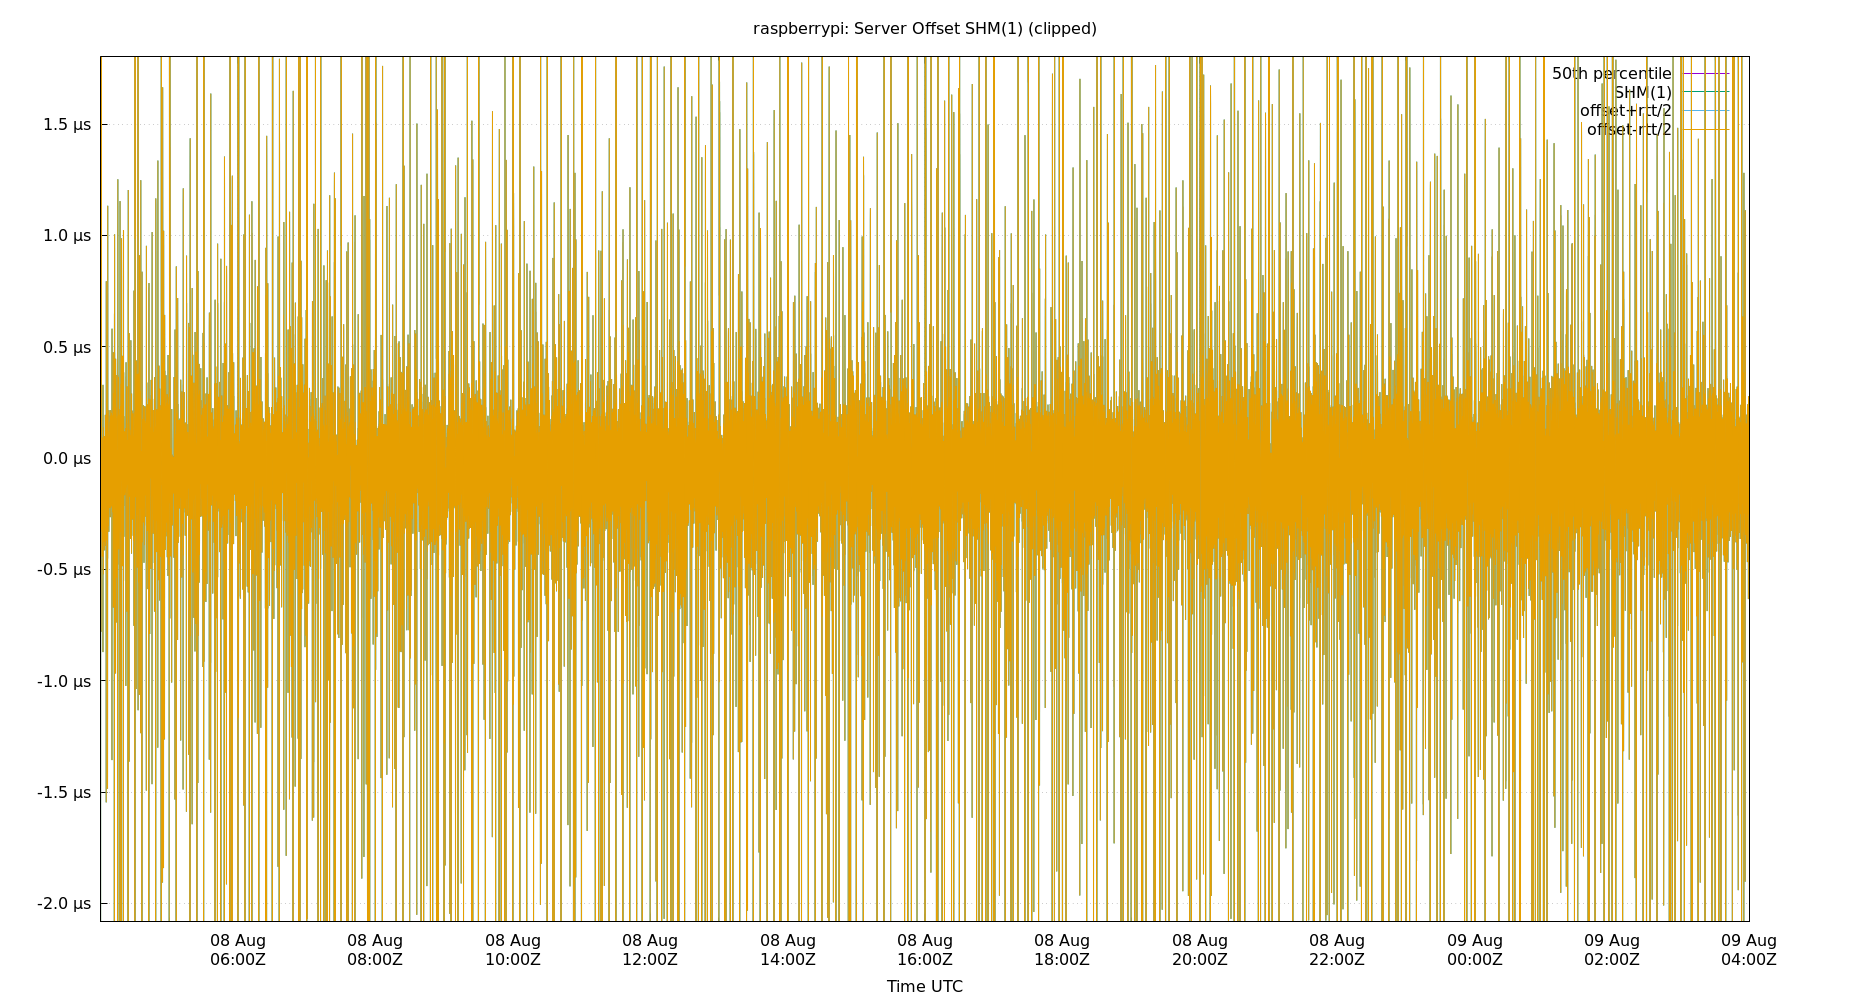 raspberrypi: Server Offset SHM(1) (clipped)
50th percentile
SHM(1)
offset+rtt/2
offset-rtt/2
1.5 µs
1.0 µs
0.5 µs
0.0 µs
-0.5 µs
-1.0 µs
-1.5 µs
-2.0 µs
08 Aug 08 Aug 08 Aug 08 Aug 08 Aug 08 Aug 08 Aug 08 Aug 08 Aug 09 Aug 09 Aug 09 Aug
06:00Z 08:00Z 10:00Z 12:00Z 14:00Z 16:00Z 18:00Z 20:00Z 22:00Z 00:00Z 02:00Z 04:00Z
Time UTC